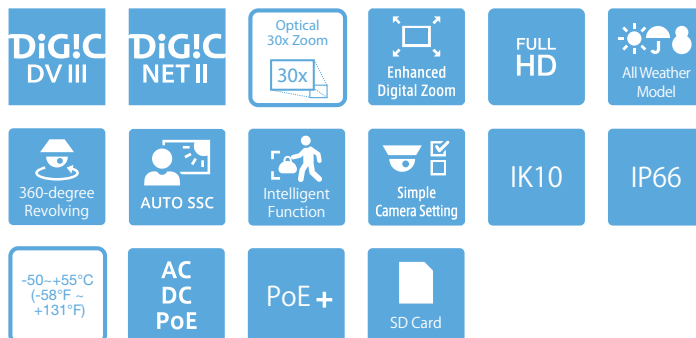 DiG!C
DV III
DiG!C
NET II
Optical
30x Zoom
30x
Enhanced
Digital Zoom
FULL
HD
All Weather
Model
360-degree
Revolving
AUTO SSC
Intelligent
Function
Simple
Camera Setting
IK10
IP66
-50~+55°C
(-58°F ~
+131°F)
AC
DC
PoE
PoE +
SD Card